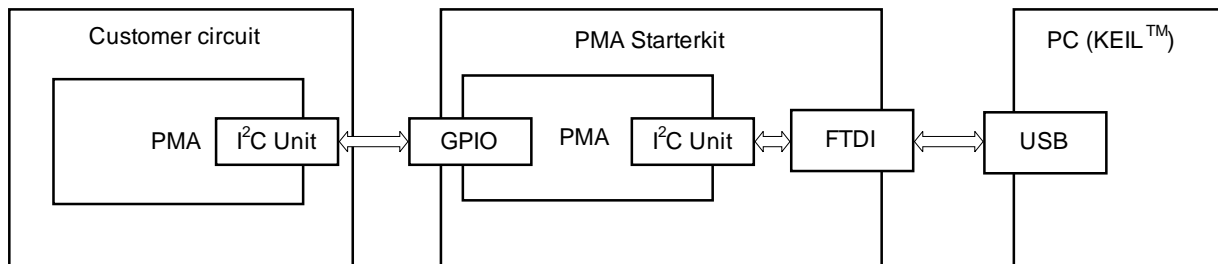 Customer circuit
PMA Starterkit
PC (KEIL™)
PMA
I²C Unit
GPIO
PMA
I²C Unit
FTDI
USB